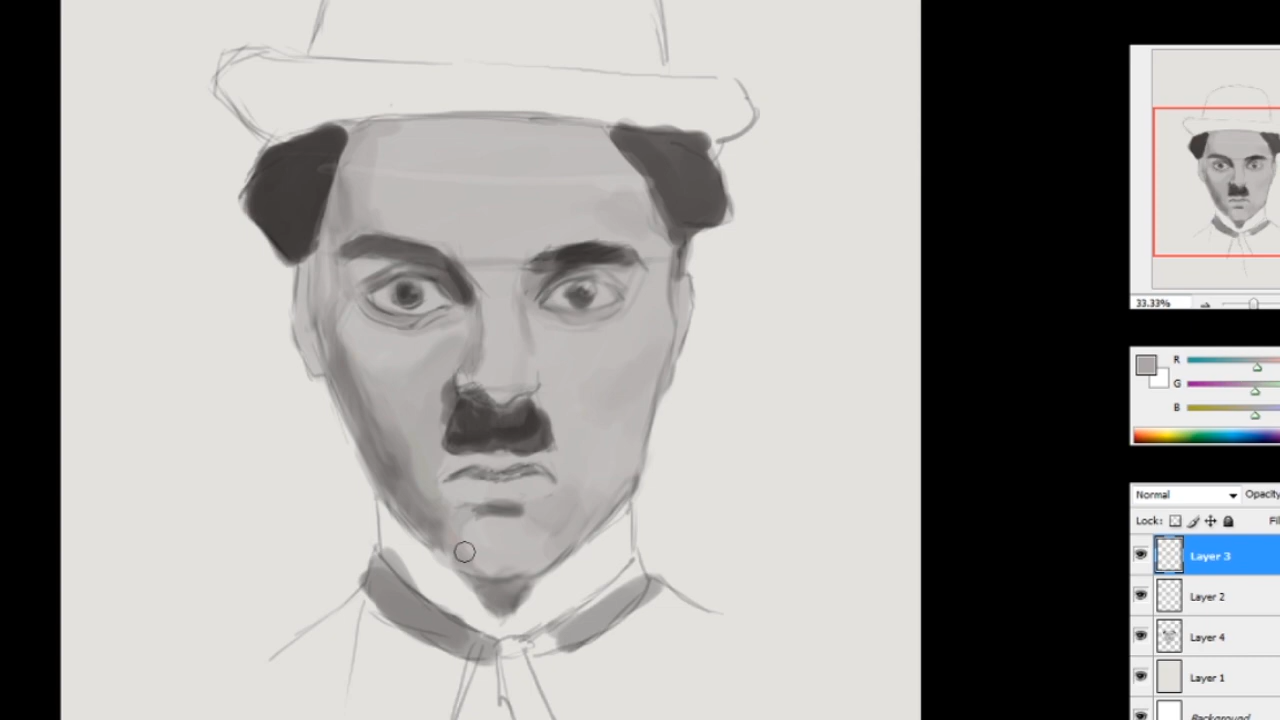 33.33%
R
G
B
Normal
Opacity
Lock:
Layer 3
Layer 2
Layer 4
Layer 1
Background